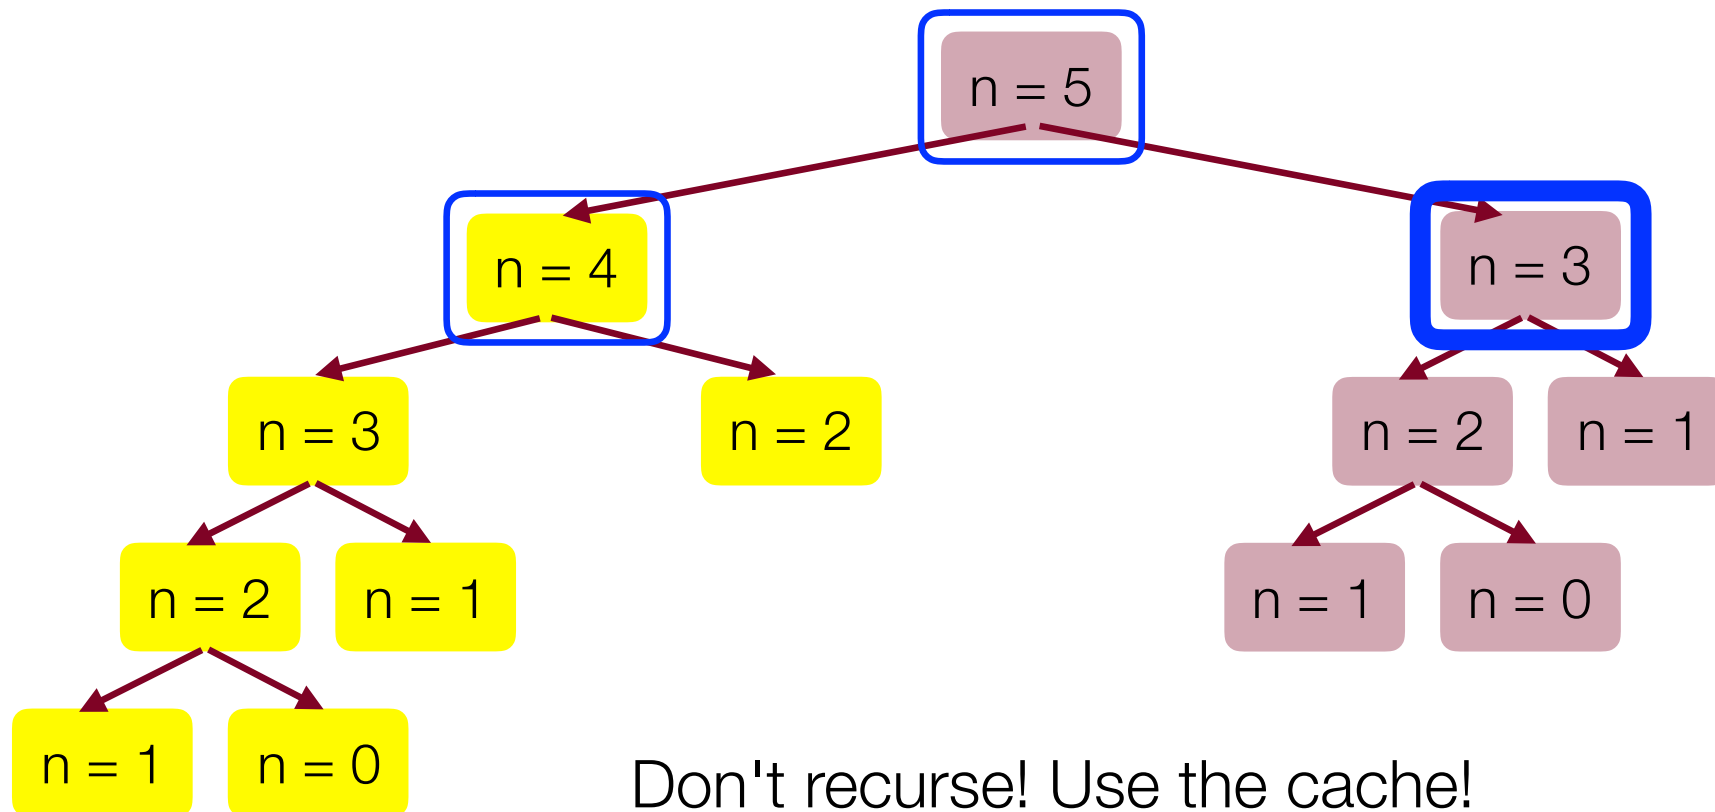 n = 5
n = 4
n = 3
n = 3
n = 2
n = 2
n = 1
n = 2
n = 1
n = 1
n = 0
n = 1
n = 0
Don't recurse! Use the cache!